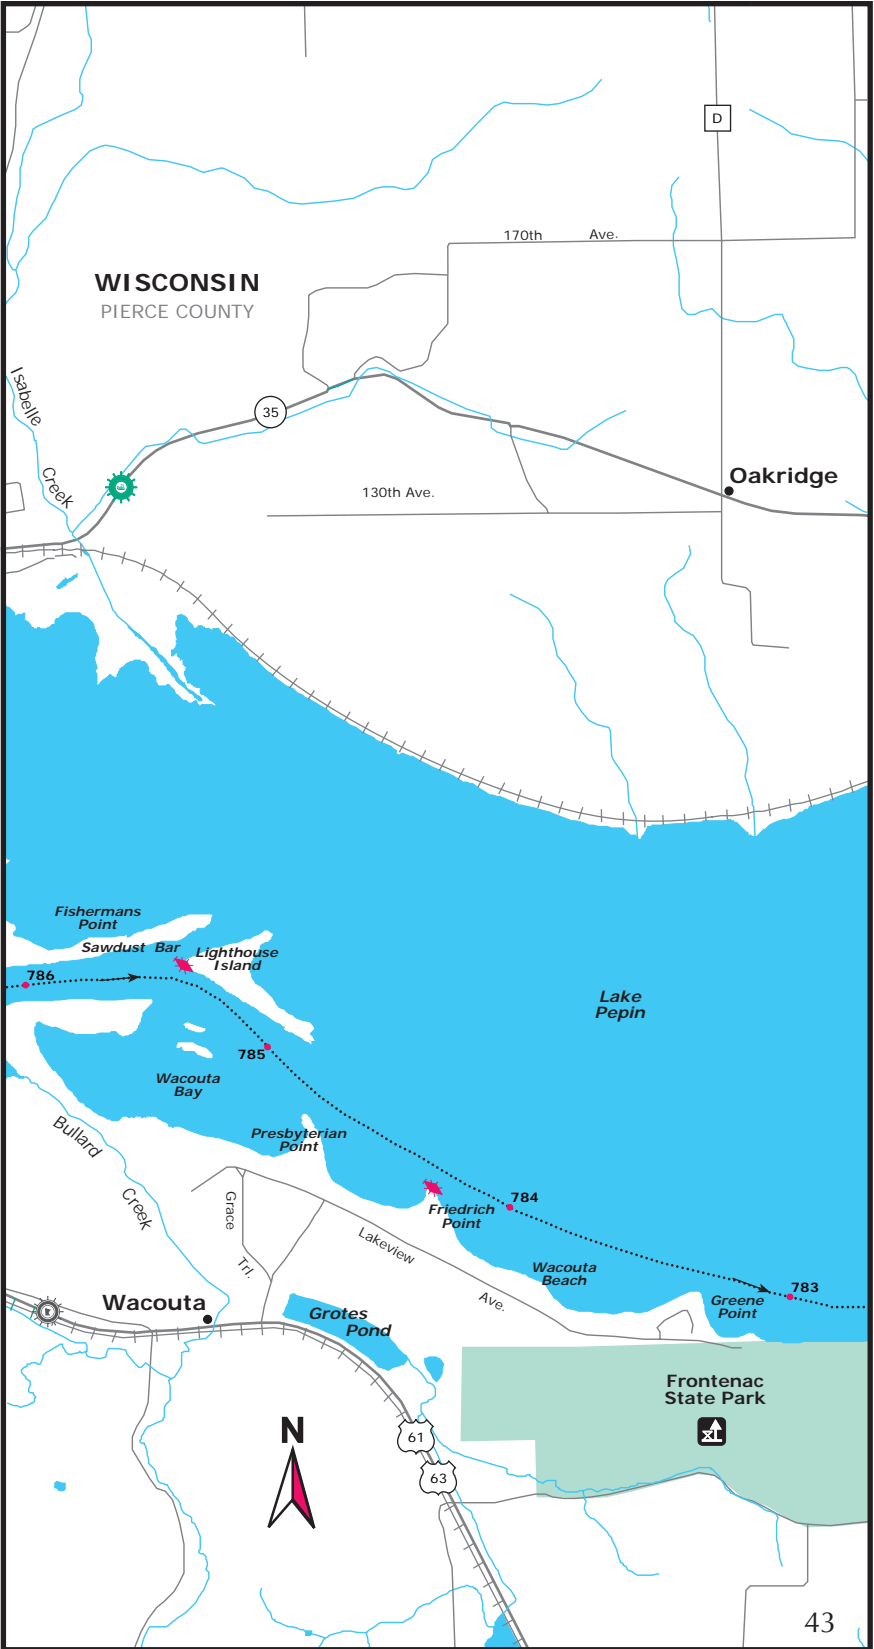 D
170th Ave.
WISCONSIN
PIERCE COUNTY
Isabelle
Creek
35
Oakridge
130th Ave.
Fishermans
Point
Sawdust Bar
Lighthouse
Island
786
Lake
Pepin
785
Wacouta
Bay
Bullard
Creek
Presbyterian
Point
784
Friedrich
Point
Grace
Trl.
Lakeview
Ave.
Wacouta
Beach
783
Greene
Point
Wacouta
Grotes
Pond
Frontenac
State Park
N
61
63
43